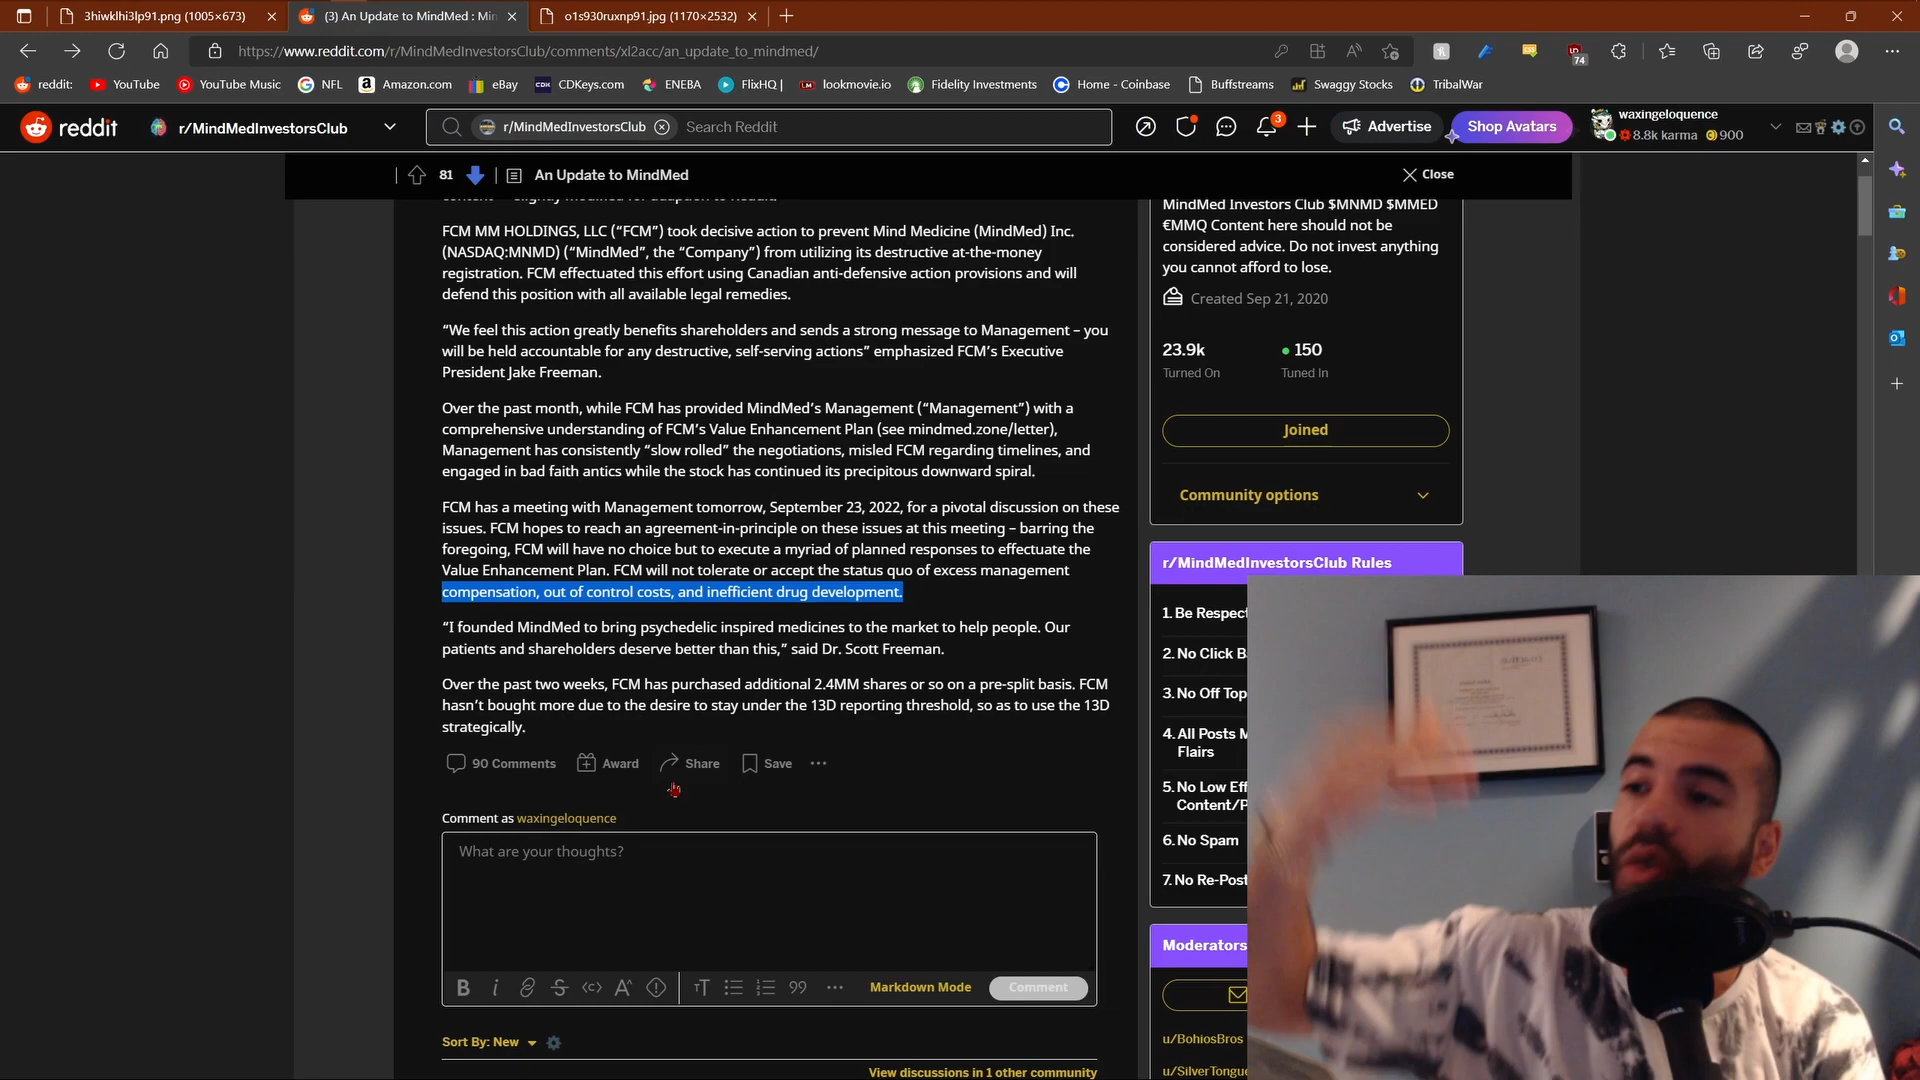 3hiwklhi3lp91.png (1005×673)
(3) An Update to MindMed : Min
o1s930ruxnp91.jpg (1170×2532)
https://www.reddit.com/r/MindMedInvestorsClub/comments/xl2acc/an_update_to_mindmed/
74
reddit:
YouTube
YouTube Music
NFL
Amazon.com
eBay
CDKeys.com
ENEBA
FlixHQ |
lookmovie.io
Fidelity Investments
Home - Coinbase
Buffstreams
Swaggy Stocks
TribalWar
reddit
r/MindMedInvestorsClub
r/MindMedInvestorsClub
Search Reddit
3
Advertise
Shop Avatars
waxingeloquence
8.8k karma
900
81
An Update to MindMed
Close
FCM MM HOLDINGS, LLC (“FCM”) took decisive action to prevent Mind Medicine (MindMed) Inc.
(NASDAQ:MNMD) (“MindMed”, the “Company”) from utilizing its destructive at-the-money
registration. FCM effectuated this effort using Canadian anti-defensive action provisions and will
defend this position with all available legal remedies.
“We feel this action greatly benefits shareholders and sends a strong message to Management – you
will be held accountable for any destructive, self-serving actions” emphasized FCM’s Executive
President Jake Freeman.
Over the past month, while FCM has provided MindMed’s Management (“Management”) with a
comprehensive understanding of FCM’s Value Enhancement Plan (see mindmed.zone/letter),
Management has consistently “slow rolled” the negotiations, misled FCM regarding timelines, and
engaged in bad faith antics while the stock has continued its precipitous downward spiral.
FCM has a meeting with Management tomorrow, September 23, 2022, for a pivotal discussion on these
issues. FCM hopes to reach an agreement-in-principle on these issues at this meeting – barring the
foregoing, FCM will have no choice but to execute a myriad of planned responses to effectuate the
Value Enhancement Plan. FCM will not tolerate or accept the status quo of excess management
compensation, out of control costs, and inefficient drug development.
“I founded MindMed to bring psychedelic inspired medicines to the market to help people. Our
patients and shareholders deserve better than this,” said Dr. Scott Freeman.
Over the past two weeks, FCM has purchased additional 2.4MM shares or so on a pre-split basis. FCM
hasn’t bought more due to the desire to stay under the 13D reporting threshold, so as to use the 13D
strategically.
90 Comments
Award
Share
Save
Comment as waxingeloquence
What are your thoughts?
Markdown Mode
Comment
Sort By: New
View discussions in 1 other community
MindMed Investors Club $MNMD $MMED
€MMQ Content here should not be
considered advice. Do not invest anything
you cannot afford to lose.
Created Sep 21, 2020
23.9k
150
Turned On
Tuned In
Joined
Community options
r/MindMedInvestorsClub Rules
1. Be Respect
2. No Click B
3. No Off Top
4. All Posts M
Flairs
5. No Low Eff
Content/P
6. No Spam
7. No Re-Post
Moderators
u/BohiosBros
u/SilverTongue